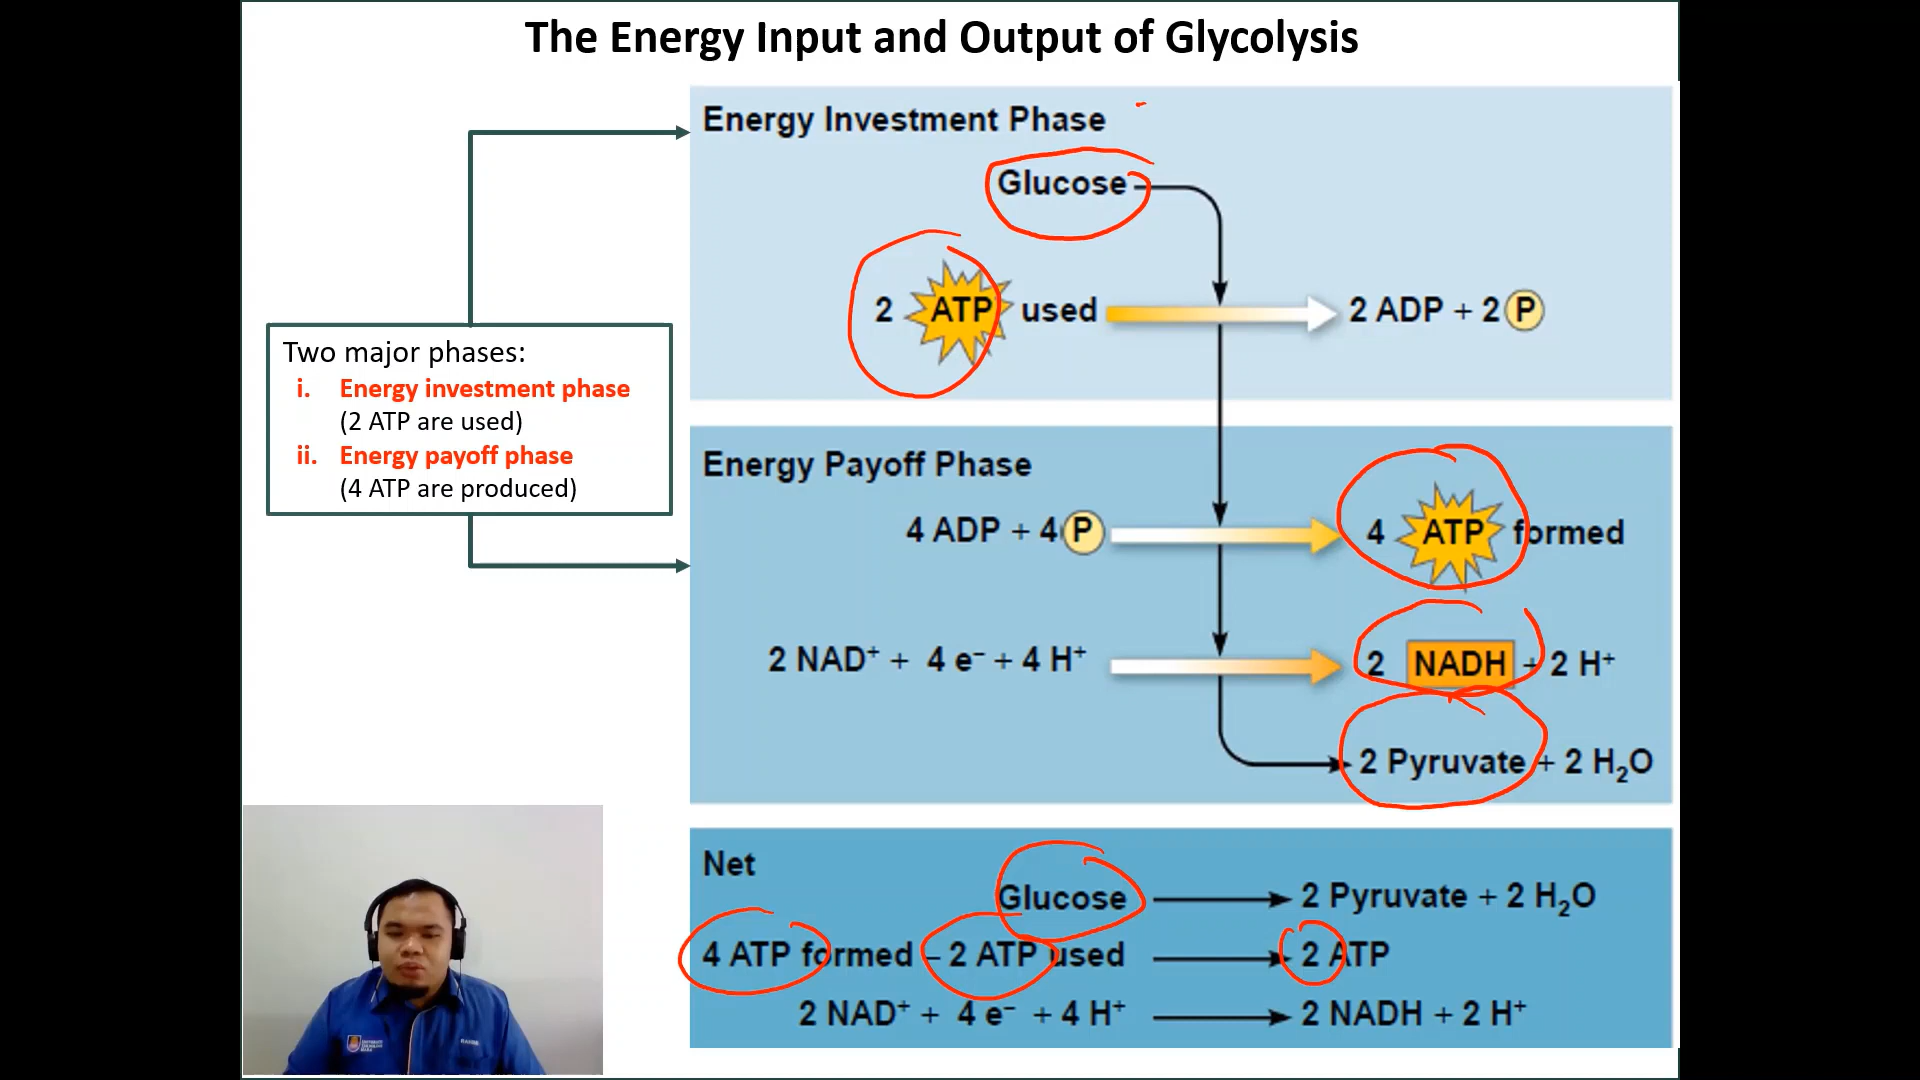 The Energy Input and Output of Glycolysis
Energy Investment Phase
Glucose
2 ATP used
2 ADP + 2 P
Two major phases:
i. Energy investment phase
(2 ATP are used)
ii. Energy payoff phase
(4 ATP are produced)
Energy Payoff Phase
4 ADP + 4 P
4 ATP formed
2 NAD⁺ + 4 e⁻ + 4 H⁺
2 NADH + 2 H⁺
2 Pyruvate + 2 H₂O
Net
Glucose
2 Pyruvate + 2 H₂O
4 ATP formed – 2 ATP used
2 ATP
2 NAD⁺ + 4 e⁻ + 4 H⁺
2 NADH + 2 H⁺